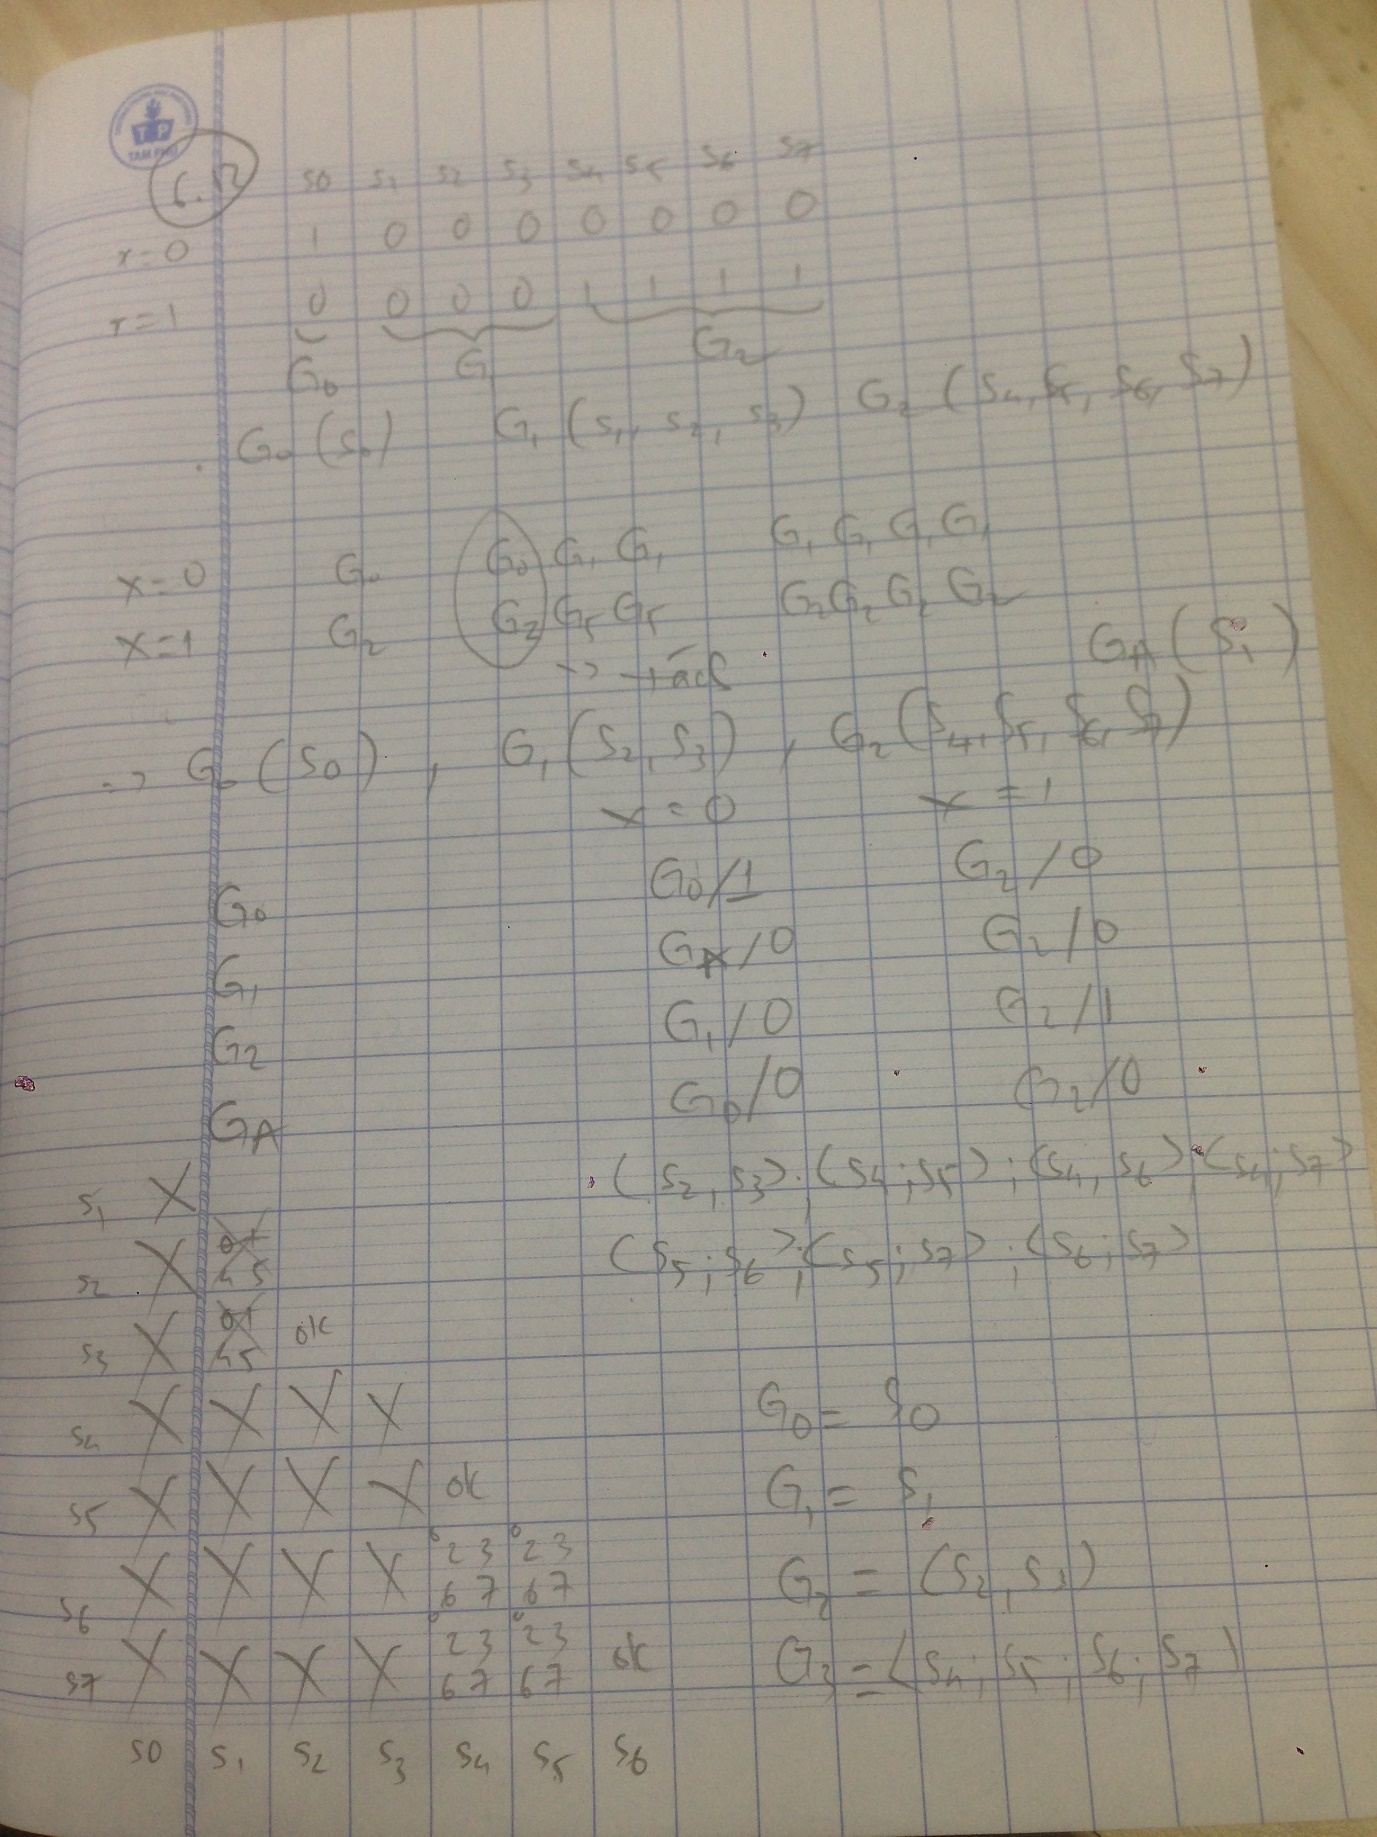 TP
TAM PHÚ
S0 S1 S2 S3 S4 S5 S6 S7
x=0 1 0 0 0 0 0 0 0
x=1 0 0 0 0 1 1 1 1
G0 G1 G2
G0 (S0) G1 (S1, S2, S3) G2 (S4, S5, S6, S7)
x=0 G0 G0 G1 G1 G1 G1 G1 G1
x=1 G2 G2 G5 G5 G2 G2 G2 G2
-> tách GA (S1)
=> G0 (S0), G1 (S2, S3), G2 (S4, S5, S6, S7)
x=0 x=1
G0 G0/1 G2/0
G1 GA/0 G2/0
G2 G1/0 G2/1
GA G0/0 G2/0
(S2, S3); (S4; S5); (S4, S6); (S4; S7)
(S5; S6); (S5; S7); (S6; S7)
S1 X
S2 X 01 45
S3 X 01 45 ok
S4 X X X X
S5 X X X X ok
S6 X X X X 23 67 23 67
S7 X X X X 23 67 23 67 ok
S0 S1 S2 S3 S4 S5 S6
G0 = S0
G1 = S1
G2 = (S2, S3)
G3 = (S4; S5; S6; S7)